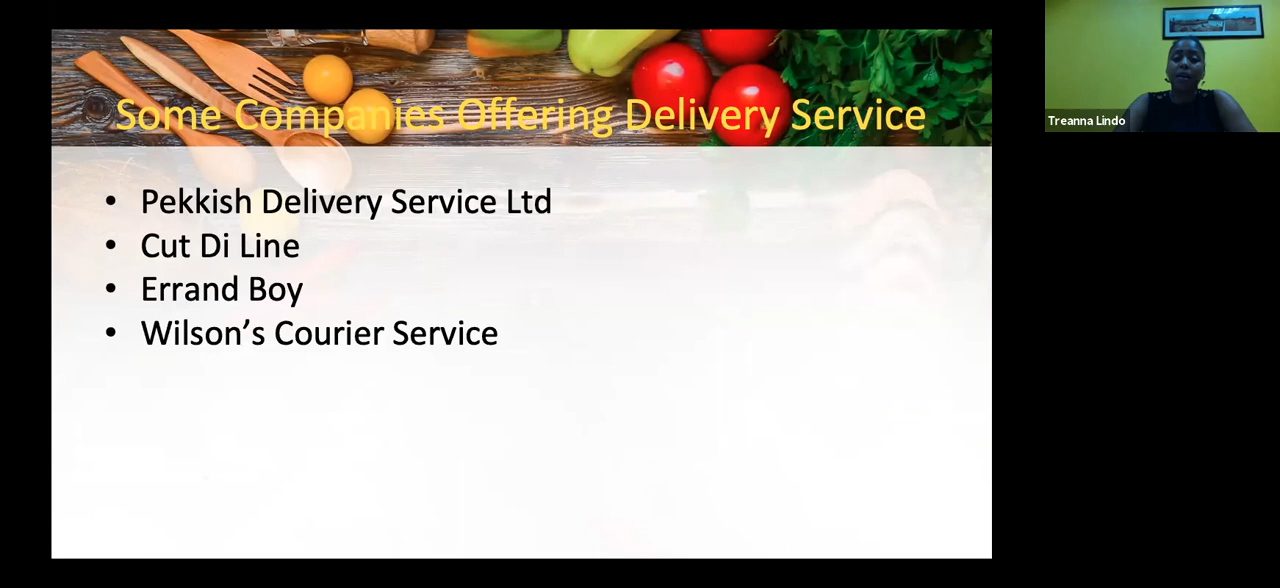 Some Companies Offering Delivery Service
• Pekkish Delivery Service Ltd
• Cut Di Line
• Errand Boy
• Wilson’s Courier Service
Treanna Lindo